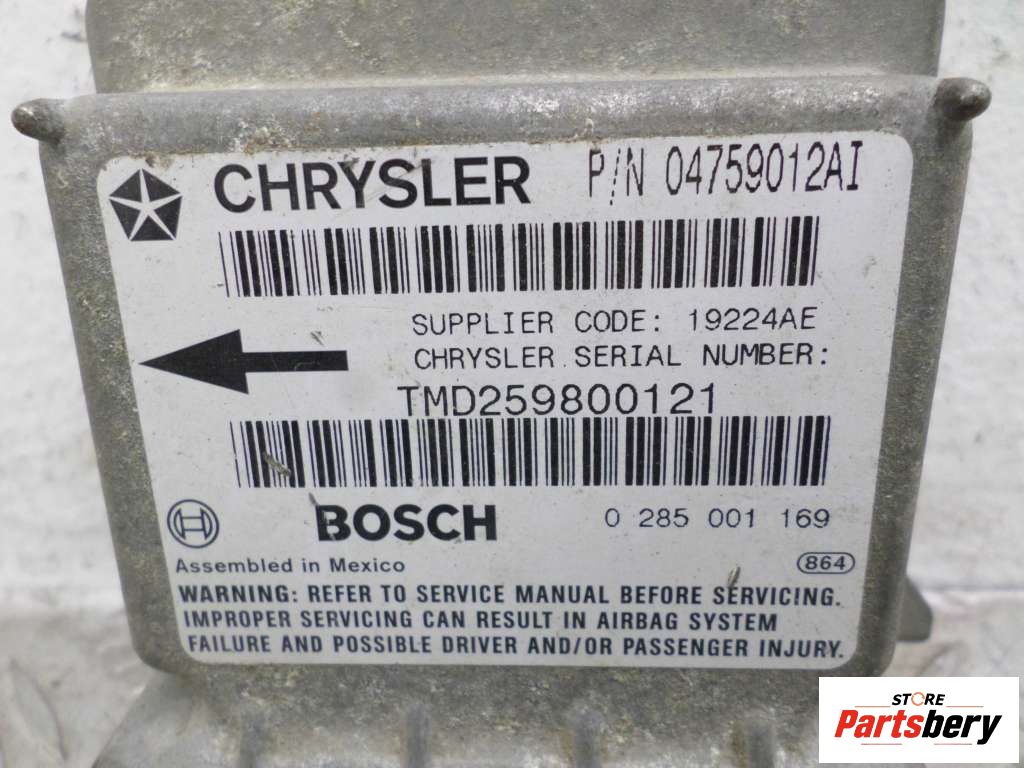 CHRYSLER P/N 04759012AI
SUPPLIER CODE: 19224AE
CHRYSLER SERIAL NUMBER:
TMD259800121
BOSCH 0 285 001 169
Assembled in Mexico 864
WARNING: REFER TO SERVICE MANUAL BEFORE SERVICING.
IMPROPER SERVICING CAN RESULT IN AIRBAG SYSTEM
FAILURE AND POSSIBLE DRIVER AND/OR PASSENGER INJURY.
STORE
Partsbery